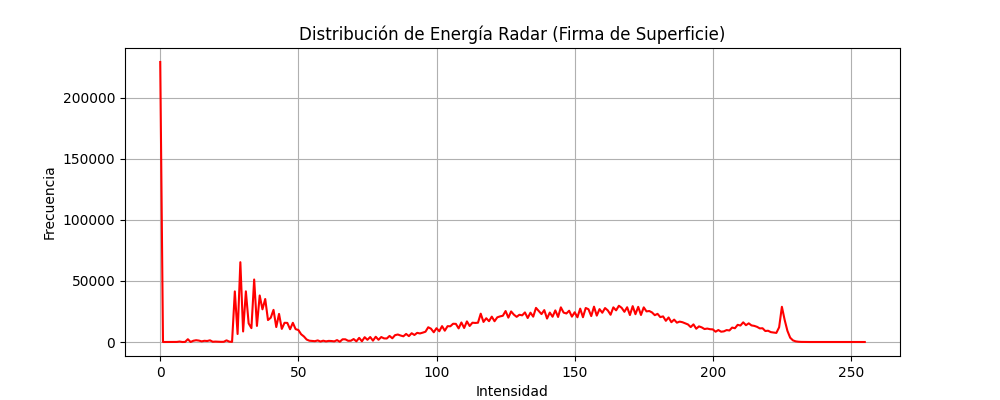 Distribución de Energía Radar (Firma de Superficie)
200000
150000
100000
50000
0
Frecuencia
0 50 100 150 200 250
Intensidad